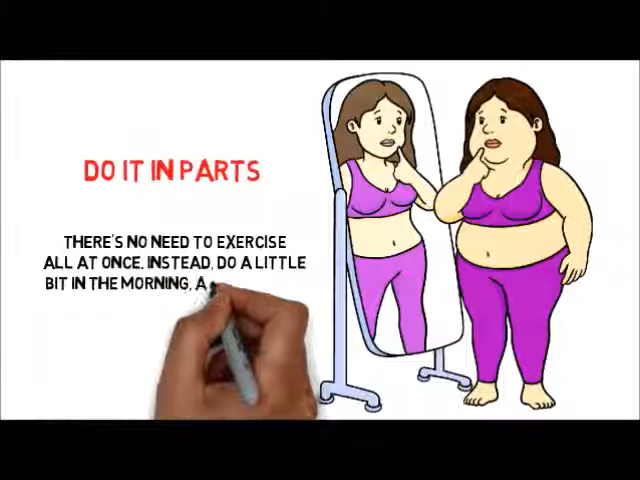 DO IT IN PARTS
THERE'S NO NEED TO EXERCISE
ALL AT ONCE. INSTEAD, DO A LITTLE
BIT IN THE MORNING, A